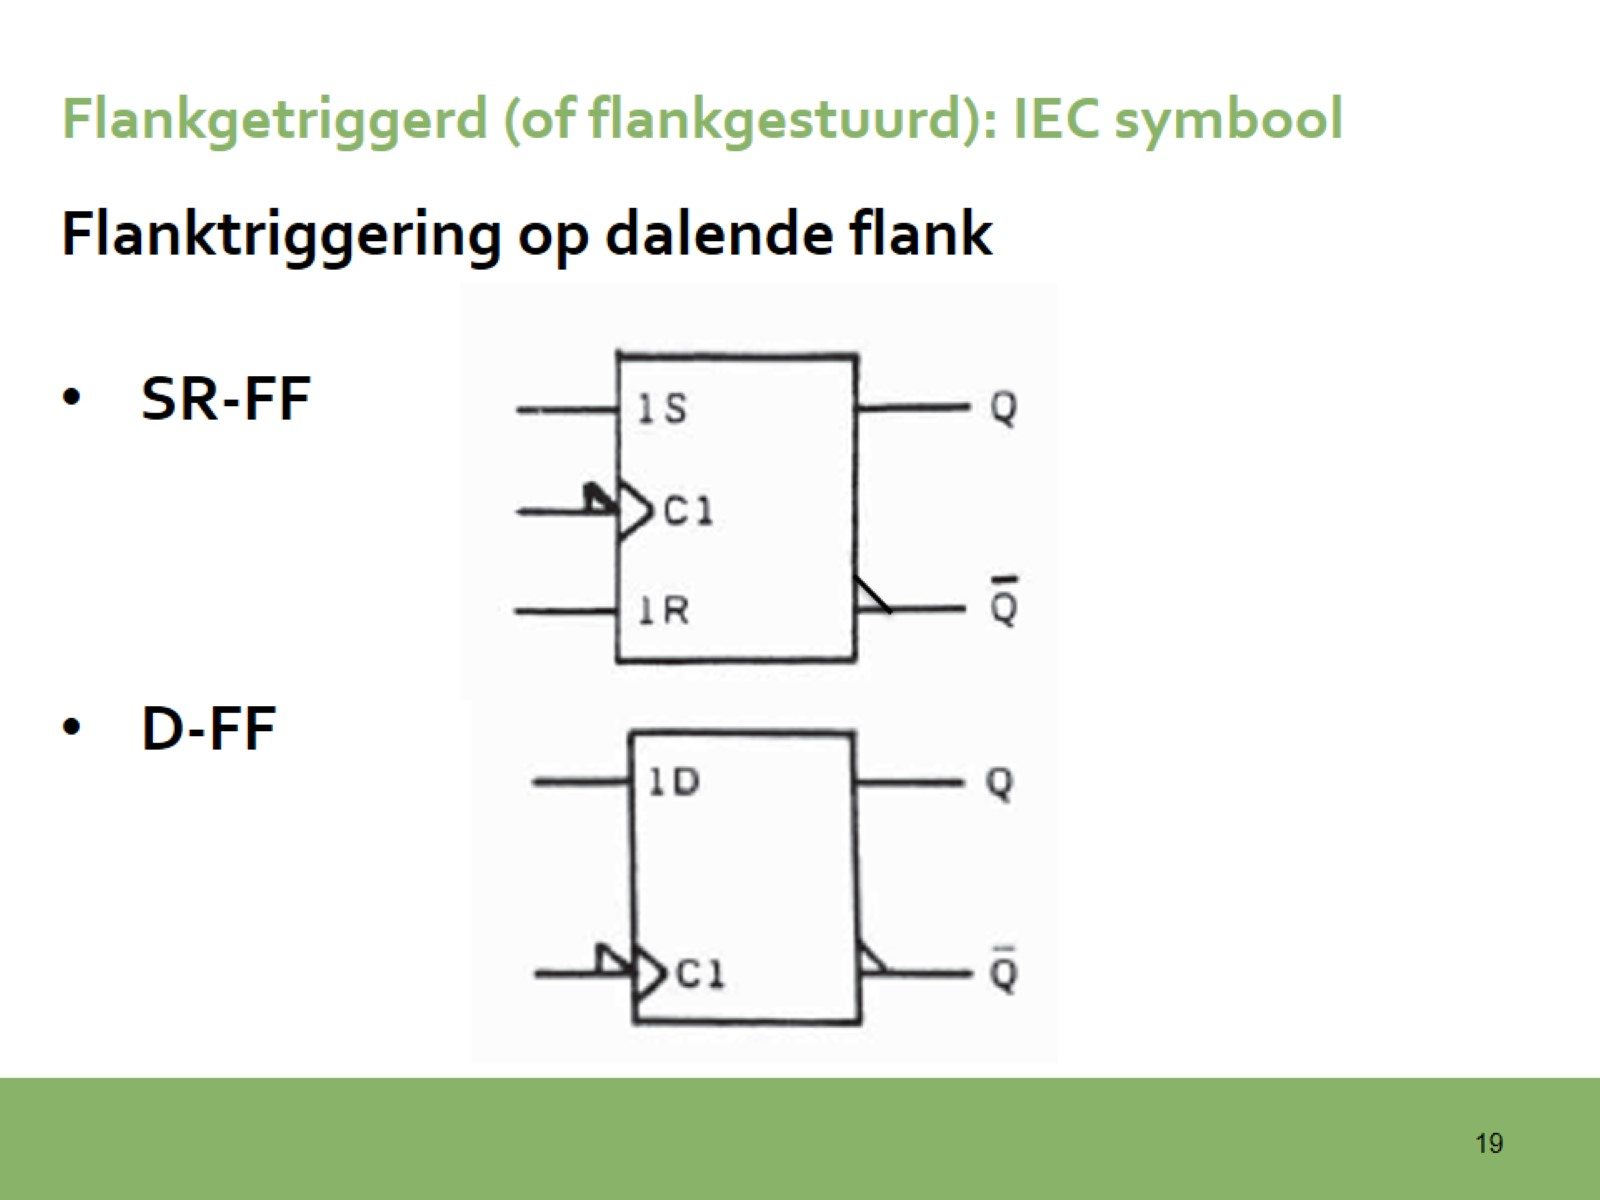 Flankgetriggerd (of flankgestuurd): IEC symbool
Flanktriggering op dalende flank
• SR-FF
1S
Q
C1
1R
Q̅
• D-FF
1D
Q
C1
Q̅
19